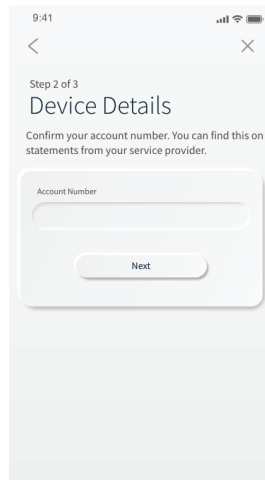 9:41
Step 2 of 3
Device Details
Confirm your account number. You can find this on
statements from your service provider.
Account Number
Next